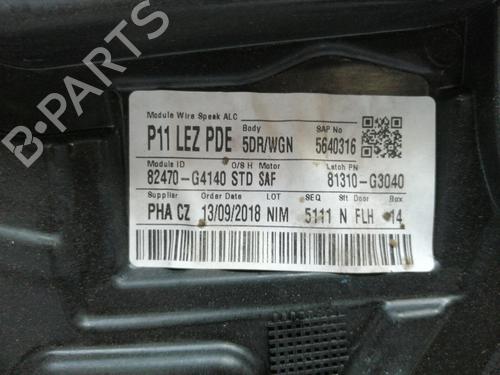 Module Wire Speak ALC Body SAP No
P11 LEZ PDE 5DR/WGN 5640316
Module ID O/S H Motor Latch PN
82470-G4140 STD SAF 81310-G3040
Supplier Order Date LOT SEQ Sft Door Box
PHA CZ 13/09/2018 NIM 5111 N FLH 14
B-PARTS